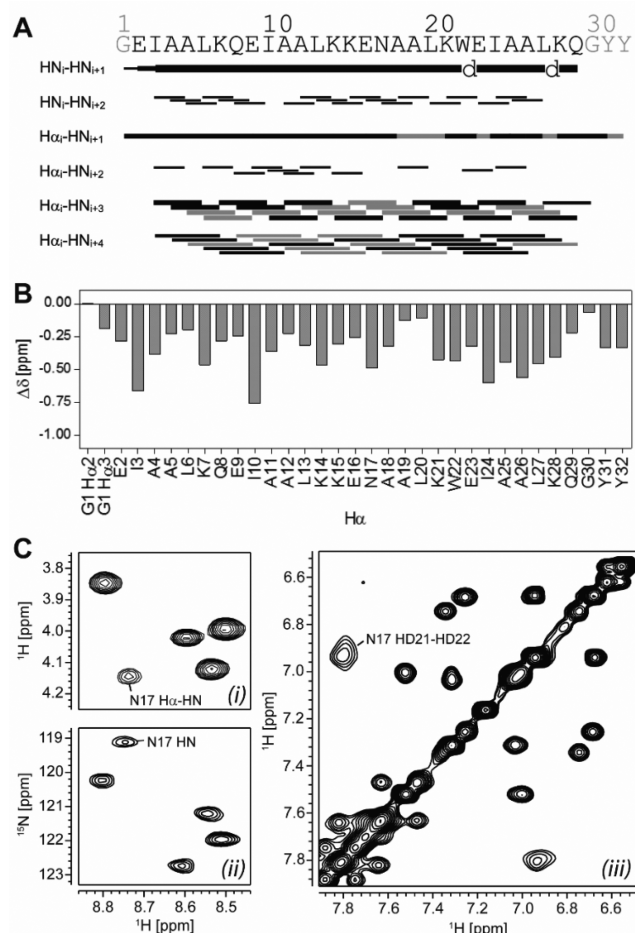 A
1 10 20 30
GEIAALKQEIAALKKENAALKWEIAALKQGYY
HNi-HNi+1
d d
HNi-HNi+2
Hαi-HNi+1
Hαi-HNi+2
Hαi-HNi+3
Hαi-HNi+4
B
Δδ [ppm]
0.00
-0.25
-0.50
-0.75
-1.00
G1 Hα2 G1 Hα3 E2 I3 A4 A5 L6 K7 Q8 E9 I10 A11 A12 L13 K14 K15 E16 N17 A18 A19 L20 K21 W22 E23 I24 A25 A26 L27 K28 Q29 G30 Y31 Y32
Hα
C
¹H [ppm]
3.8
3.9
4.0
4.1
4.2
N17 Hα-HN
(i)
¹⁵N [ppm]
119
120
121
122
123
N17 HN
(ii)
8.8 8.7 8.6 8.5
¹H [ppm]
¹H [ppm]
6.6
6.8
7.0
7.2
7.4
7.6
7.8
N17 HD21-HD22
(iii)
7.8 7.6 7.4 7.2 7.0 6.8 6.6
¹H [ppm]